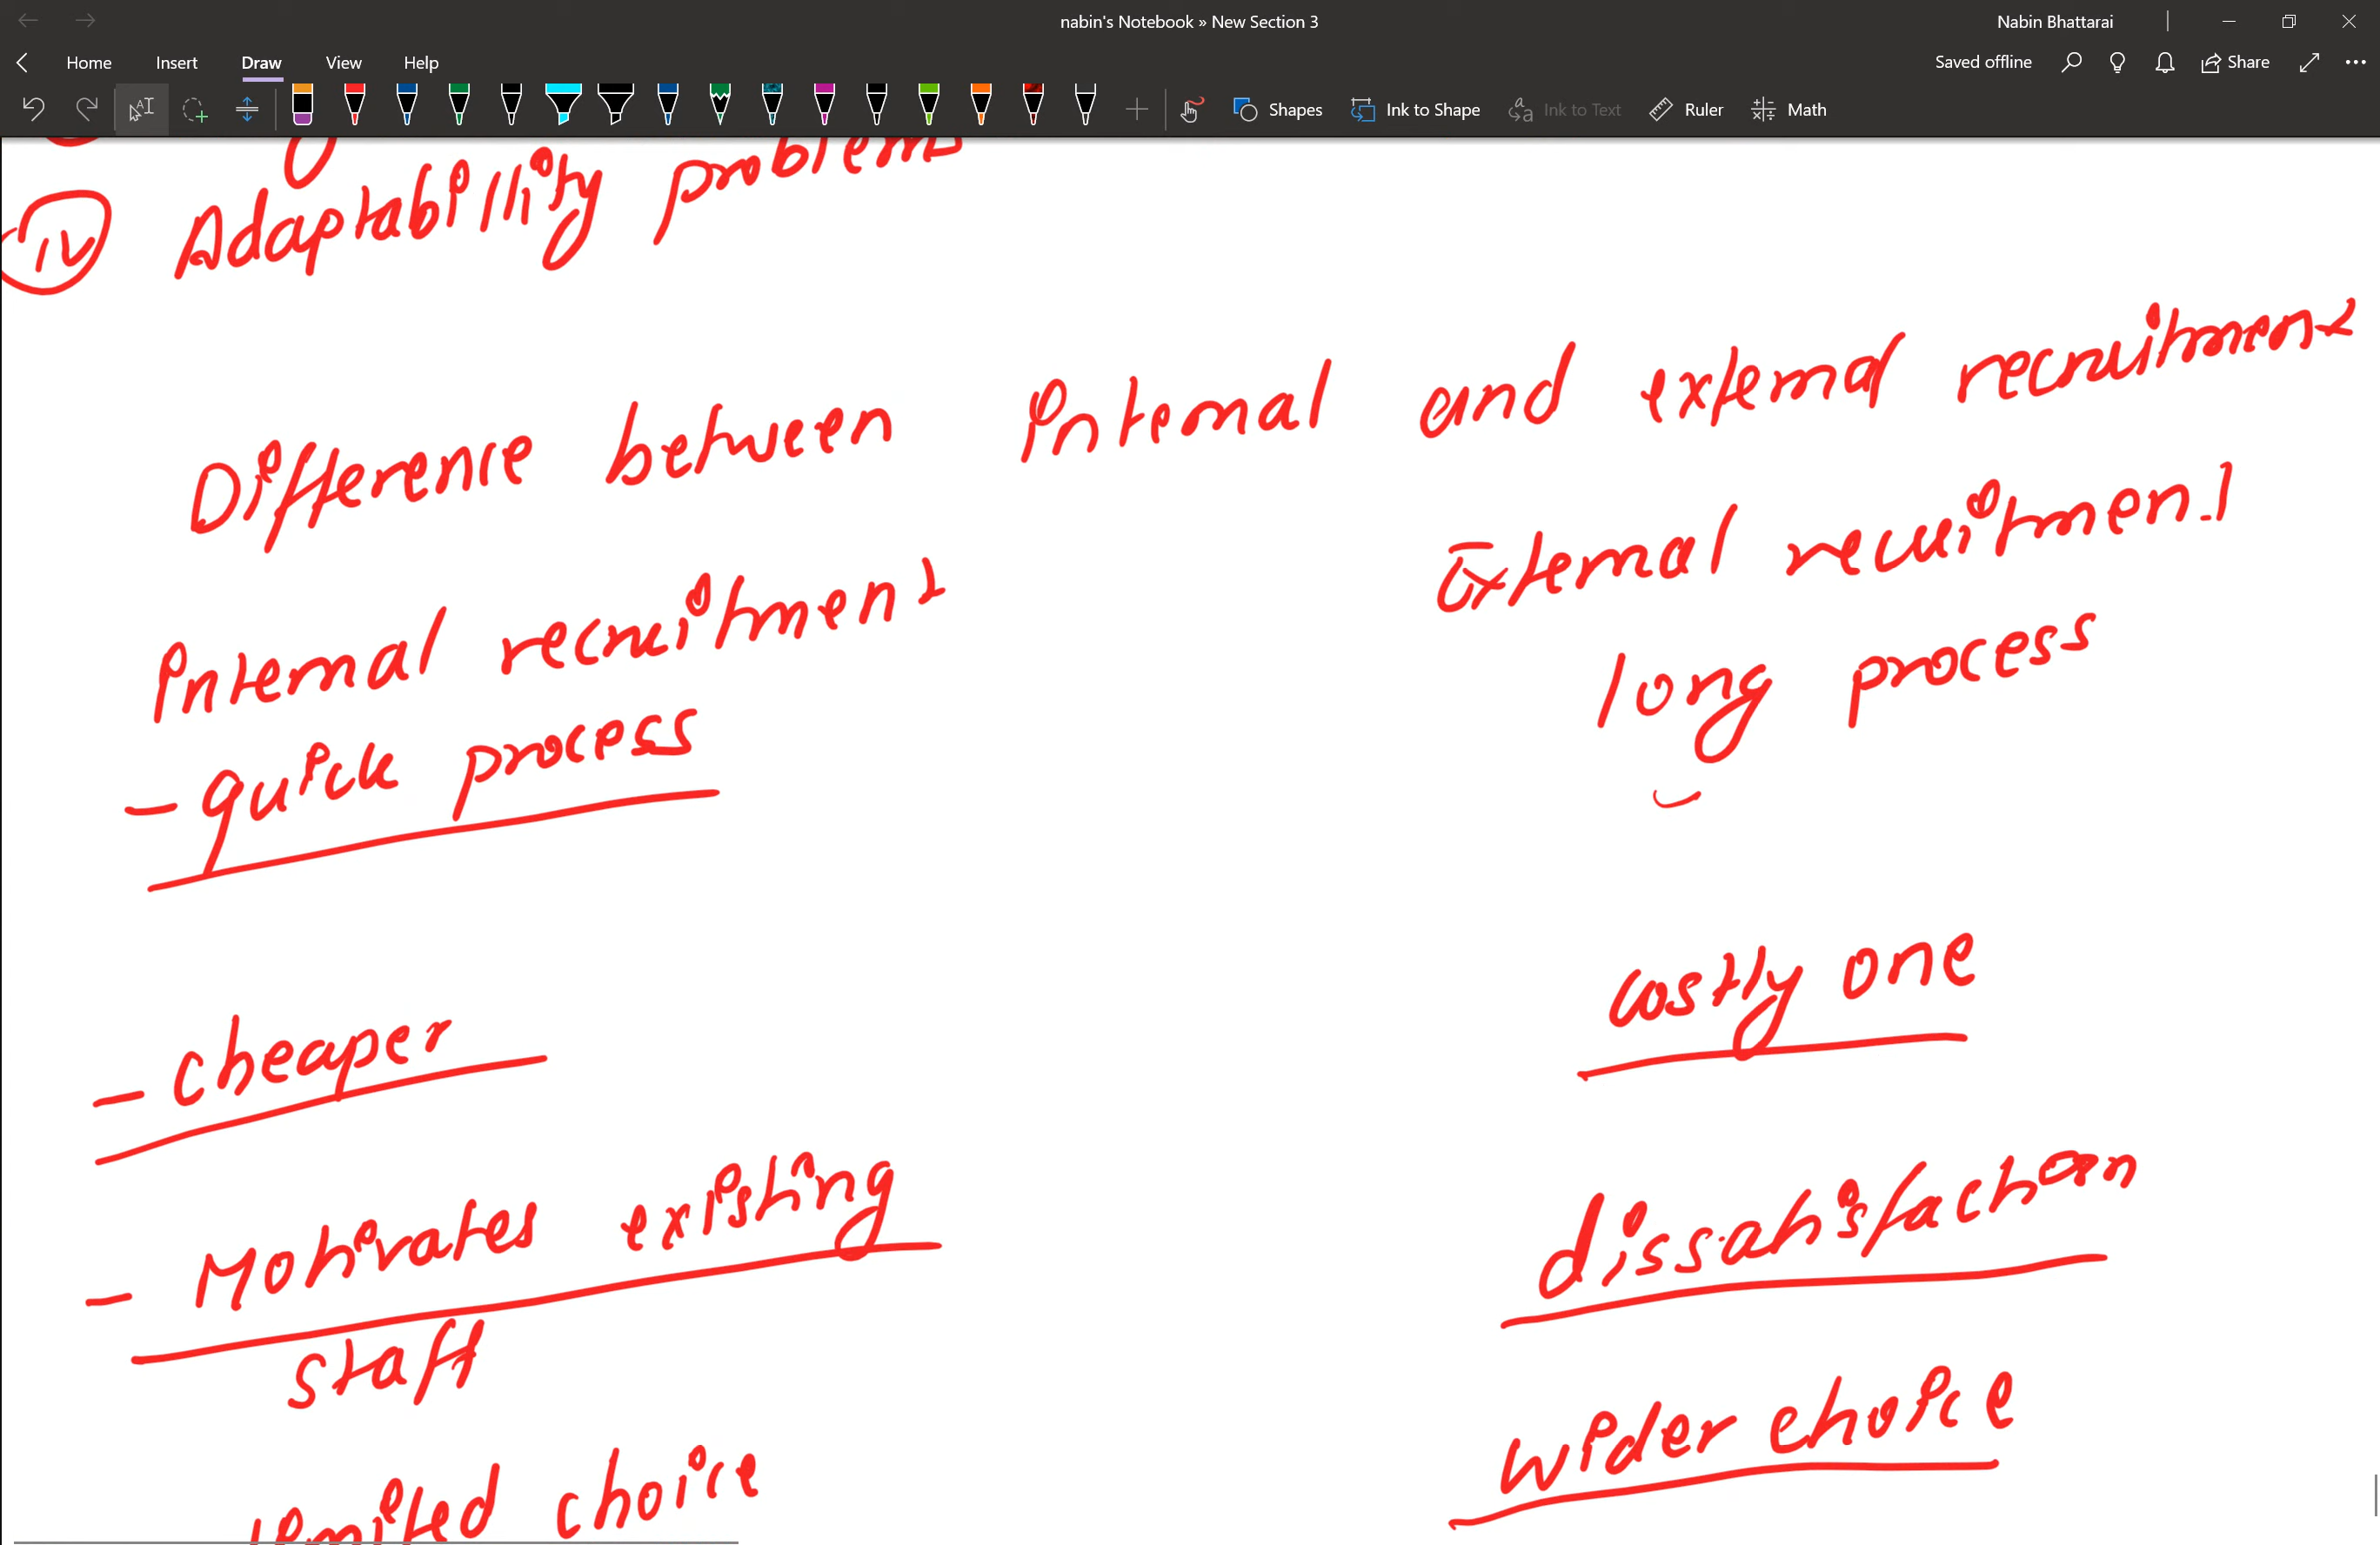 nabin's Notebook » New Section 3
Nabin Bhattarai
Home Insert Draw View Help
Saved offline
Share
Shapes Ink to Shape Ink to Text Ruler Math
iv Adaptability problems
Difference between internal and external recruitment
Internal recruitment
External recruitment
- quick process
long process
- cheaper
costly one
- Motivates existing
staff
dissatisfaction
limited choice
wider choice